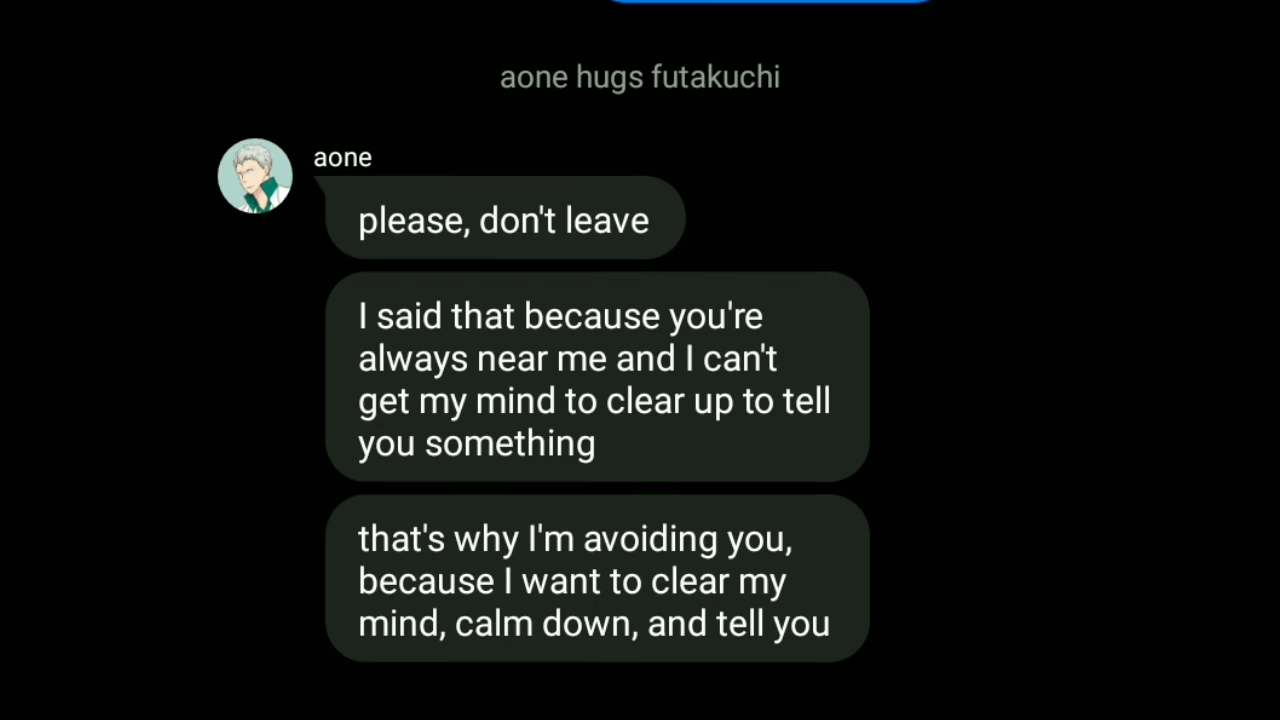 aone hugs futakuchi
aone
please, don't leave
I said that because you're
always near me and I can't
get my mind to clear up to tell
you something
that's why I'm avoiding you,
because I want to clear my
mind, calm down, and tell you